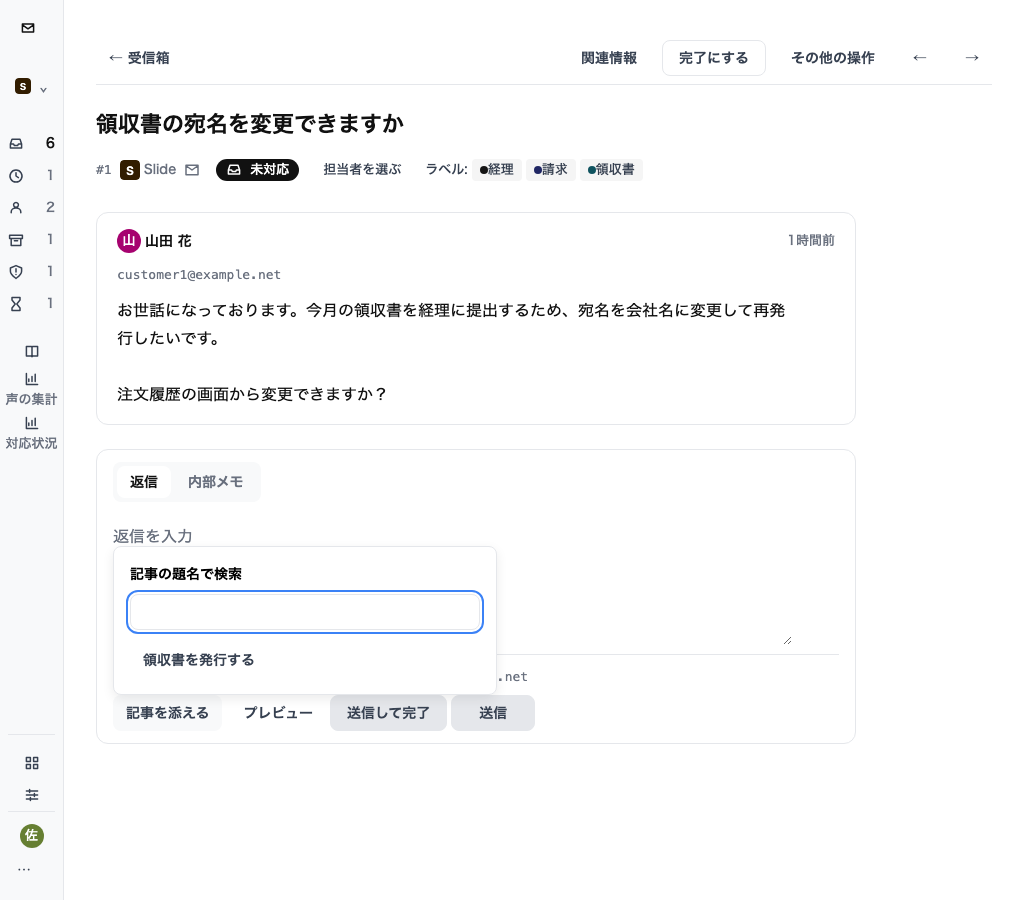 ← 受信箱
関連情報
完了にする
その他の操作
←
→
S
領収書の宛名を変更できますか
6
#1 S Slide 未対応 担当者を選ぶ ラベル: 経理 請求 領収書
1
2
1
1
1
山 山田 花
1時間前
customer1@example.net
お世話になっております。今月の領収書を経理に提出するため、宛名を会社名に変更して再発
行したいです。
注文履歴の画面から変更できますか？
声の集計
対応状況
返信
内部メモ
返信を入力
記事の題名で検索
領収書を発行する
.net
記事を添える
プレビュー
送信して完了
送信
佐
…